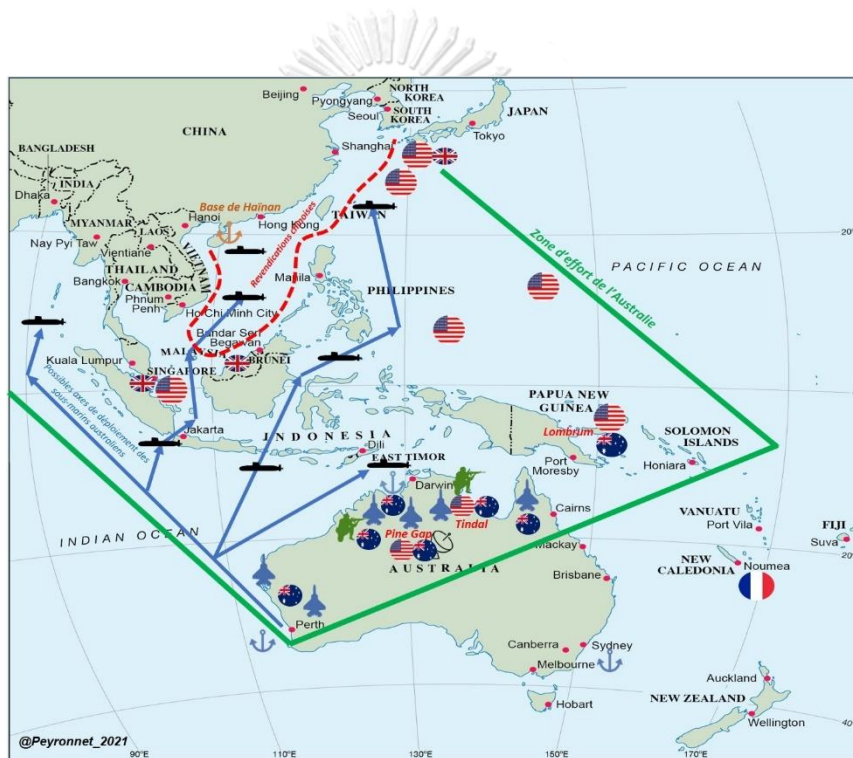 NORTH
KOREA
Beijing
Pyongyang
Seoul
SOUTH
KOREA
JAPAN
Tokyo
CHINA
Shanghai
BANGLADESH
INDIA
Dhaka
Base de Haïnan
TAIWAN
MYANMAR
LAOS
Hanoi
Hong Kong
Revendications chinoises
Nay Pyi Taw
Vientiane
VIETNAM
20°
Zone d'effort de l'Australie
PACIFIC OCEAN
THAILAND
Bangkok
CAMBODIA
Manila
PHILIPPINES
Phnum
Penh
Ho Chi Minh City
Bandar Seri
Begawan
Kuala Lumpur
MALAYSIA
BRUNEI
SINGAPORE
Possibles axes de déploiement des
sous-marins australiens
PAPUA NEW
GUINEA
Lombrum
SOLOMON
ISLANDS
Jakarta
INDONESIA
Dili
EAST TIMOR
Port
Moresby
Honiara
Darwin
Cairns
Tindal
VANUATU
Port Vila
FIJI
Suva
INDIAN OCEAN
Pine Gap
AUSTRALIA
Mackay
20°
NEW
CALEDONIA
Noumea
Brisbane
Perth
Canberra
Sydney
Melbourne
Auckland
NEW ZEALAND
Hobart
Wellington
40°
@Peyronnet_2021
90°E
110°E
130°E
150°E
170°E